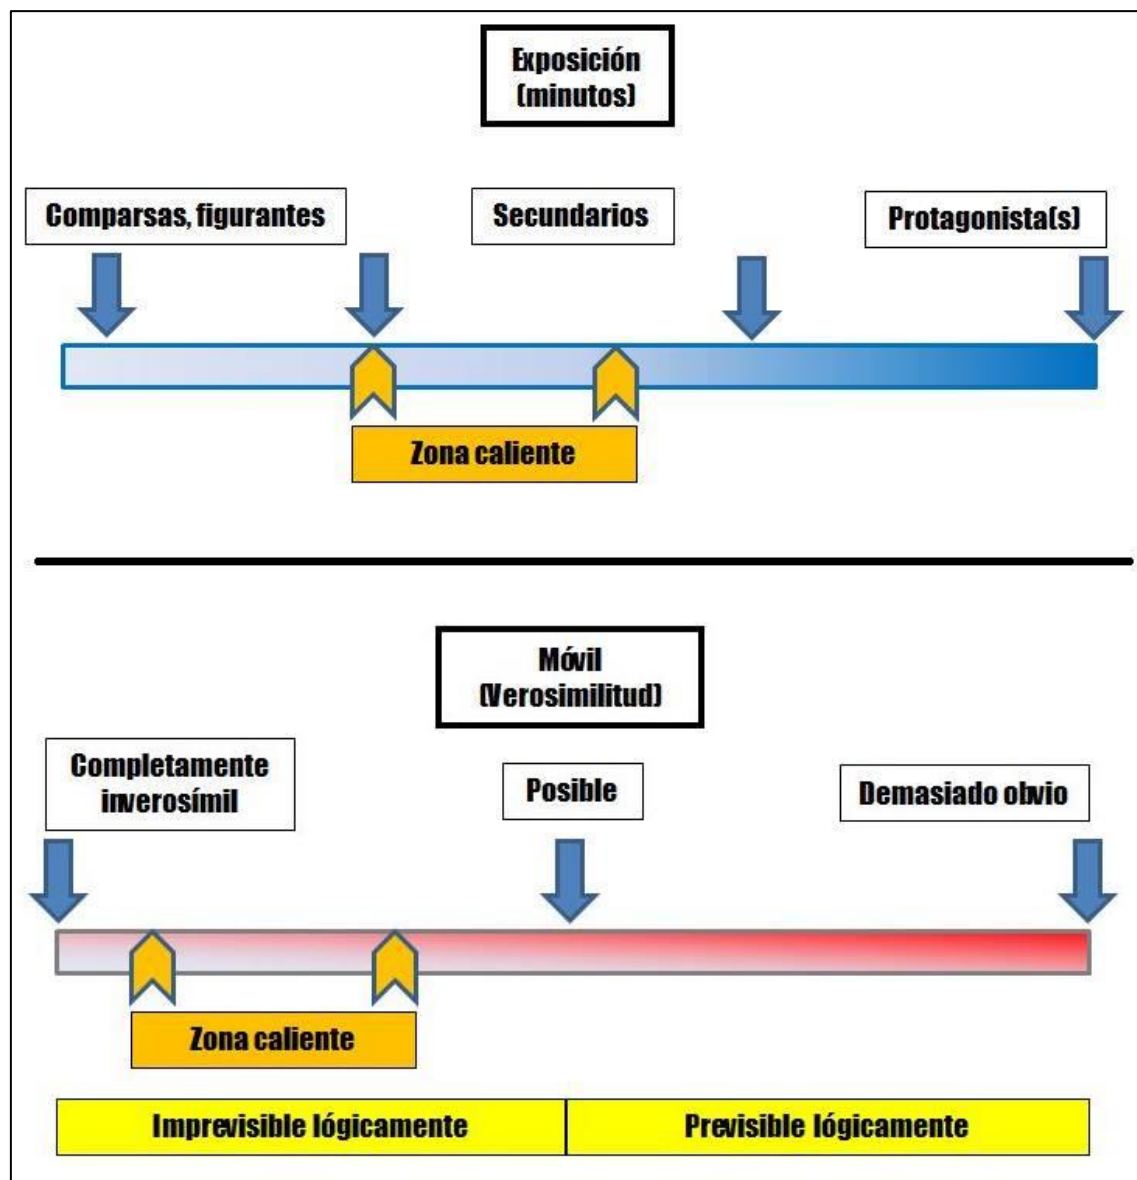 Exposición
(minutos)
Comparsas, figurantes
Secundarios
Protagonista(s)
Zona caliente
Móvil
(Verosimilitud)
Completamente
inverosímil
Posible
Demasiado obvio
Zona caliente
Imprevisible lógicamente
Previsible lógicamente